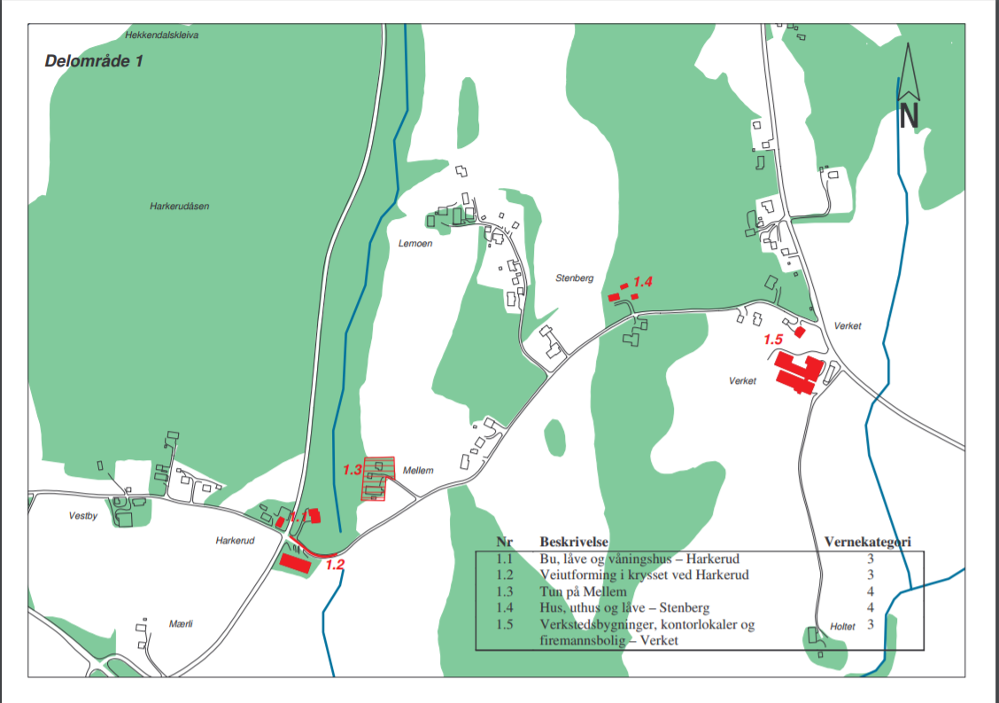 Hekkendalskleiva
Delområde 1
N
Harkerudåsen
Lemoen
Stenberg
1.4
Verket
1.5
Verket
1.3
Mellem
Vestby
1.1
Harkerud
1.2
Mærli
Holtet
Nr Beskrivelse Vernekategori
1.1 Bu, låve og våningshus – Harkerud 3
1.2 Veiutforming i krysset ved Harkerud 3
1.3 Tun på Mellem 4
1.4 Hus, uthus og låve – Stenberg 4
1.5 Verkstedsbygninger, kontorlokaler og 3
firemannsbolig – Verket